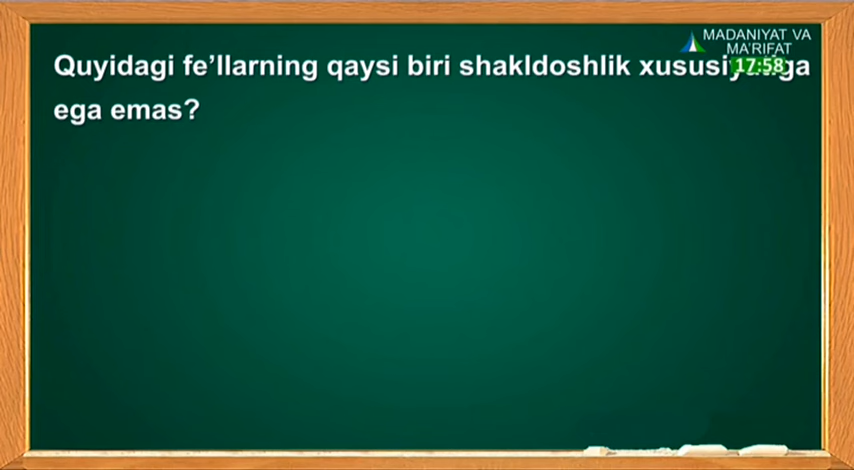 MADANIYAT VA
MA'RIFAT
17:58
Quyidagi fe’llarning qaysi biri shakldoshlik
ega emas?